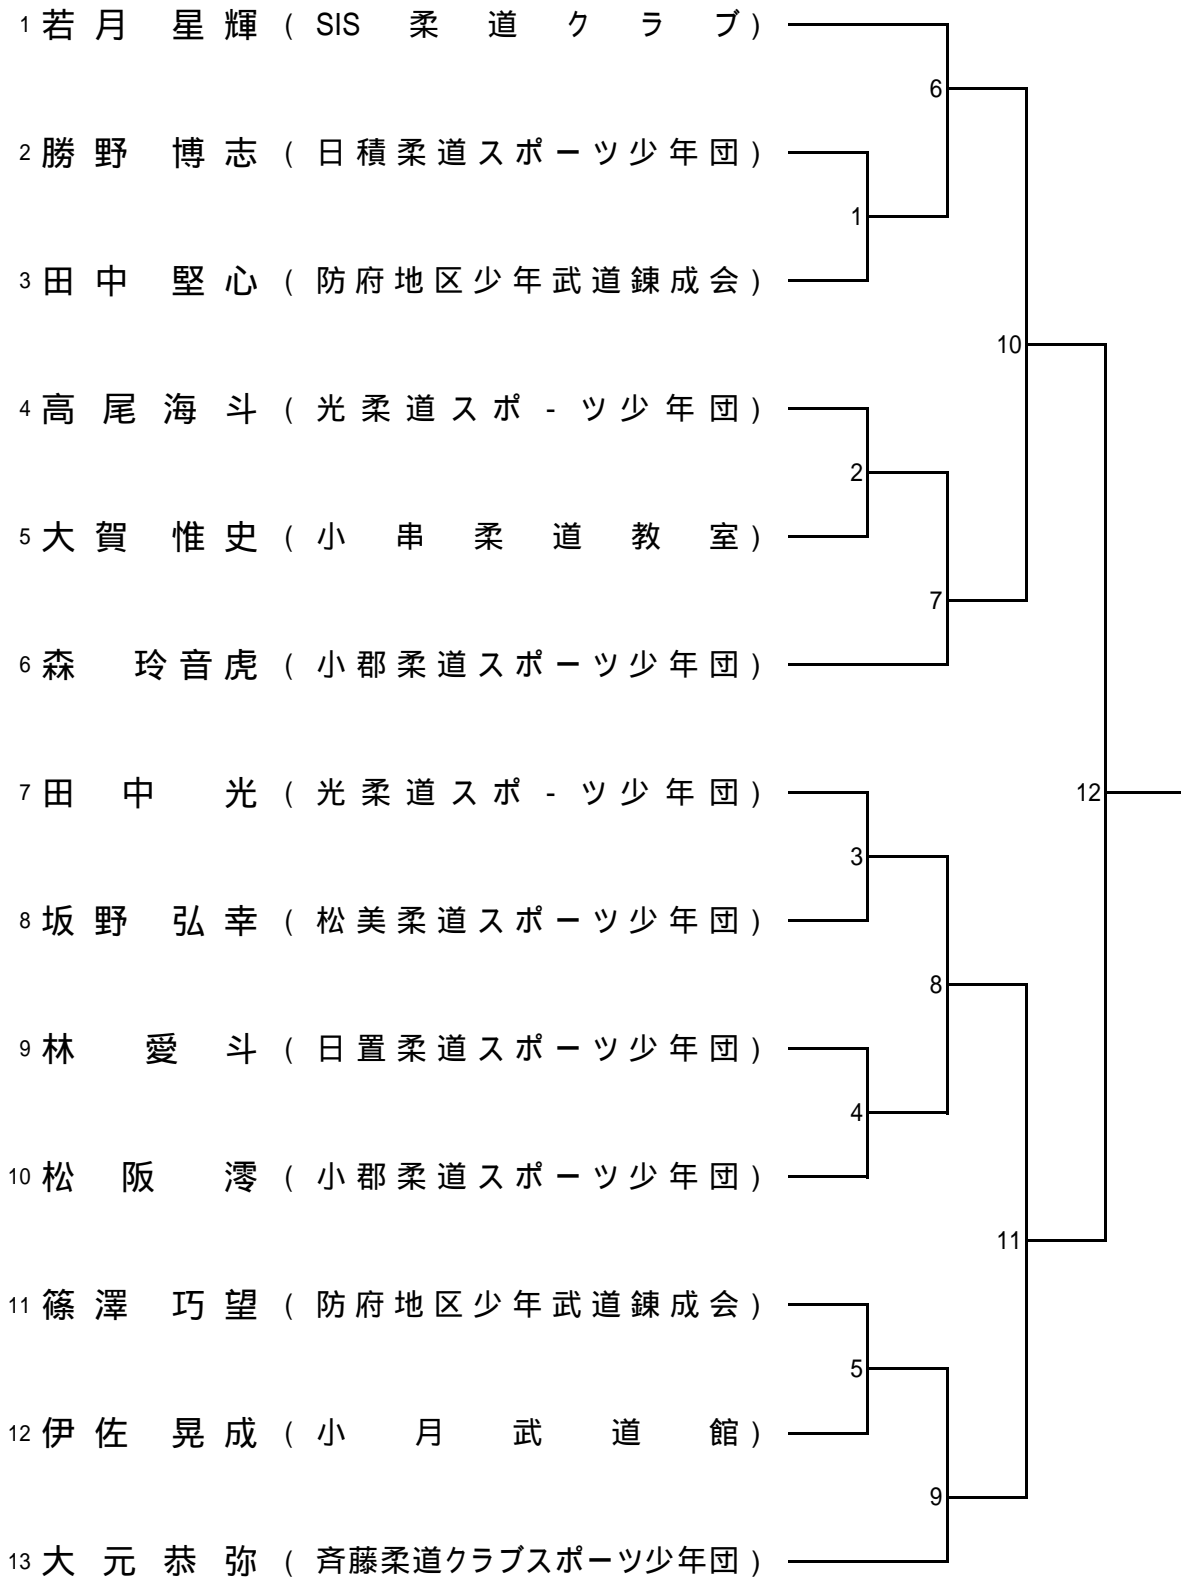 1 若月 星輝 ( SIS 柔道クラブ )
6
2 勝野 博志 ( 日積柔道スポーツ少年団 )
1
3 田中 堅心 ( 防府地区少年武道錬成会 )
10
4 高尾海斗 ( 光柔道スポ-ツ少年団 )
2
5 大賀 惟史 ( 小串柔道教室 )
7
6 森 玲音虎 ( 小郡柔道スポーツ少年団 )
7 田中 光 ( 光柔道スポ-ツ少年団 )
12
3
8 坂野 弘幸 ( 松美柔道スポーツ少年団 )
8
9 林 愛斗 ( 日置柔道スポーツ少年団 )
4
10 松阪 澪 ( 小郡柔道スポーツ少年団 )
11
11 篠澤 巧望 ( 防府地区少年武道錬成会 )
5
12 伊佐 晃成 ( 小月武道館 )
9
13 大元恭弥 ( 斉藤柔道クラブスポーツ少年団 )